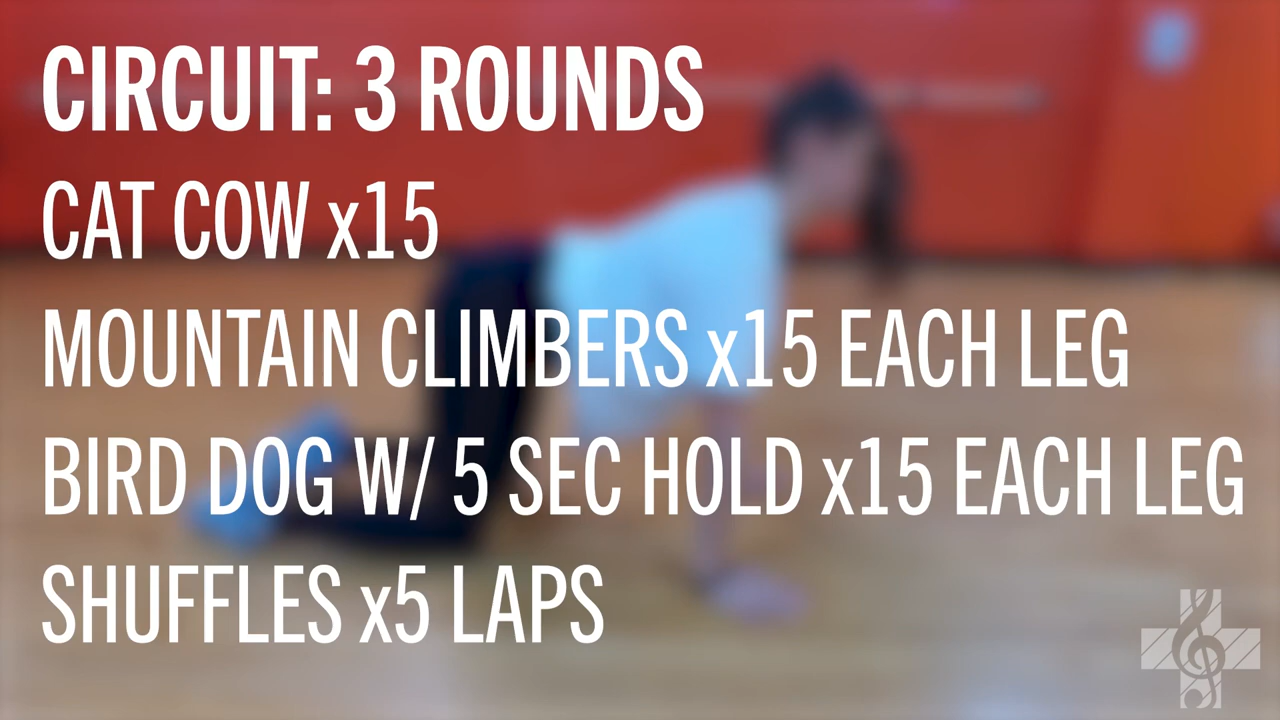 CIRCUIT: 3 ROUNDS
CAT COW x15
MOUNTAIN CLIMBERS x15 EACH LEG
BIRD DOG W/ 5 SEC HOLD x15 EACH LEG
SHUFFLES x5 LAPS